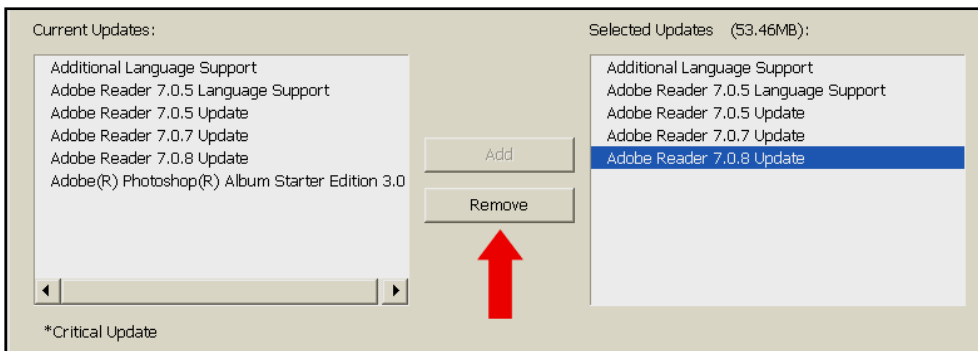 Current Updates:
Additional Language Support
Adobe Reader 7.0.5 Language Support
Adobe Reader 7.0.5 Update
Adobe Reader 7.0.7 Update
Adobe Reader 7.0.8 Update
Adobe(R) Photoshop(R) Album Starter Edition 3.0
*Critical Update
Add
Remove
Selected Updates (53.46MB):
Additional Language Support
Adobe Reader 7.0.5 Language Support
Adobe Reader 7.0.5 Update
Adobe Reader 7.0.7 Update
Adobe Reader 7.0.8 Update